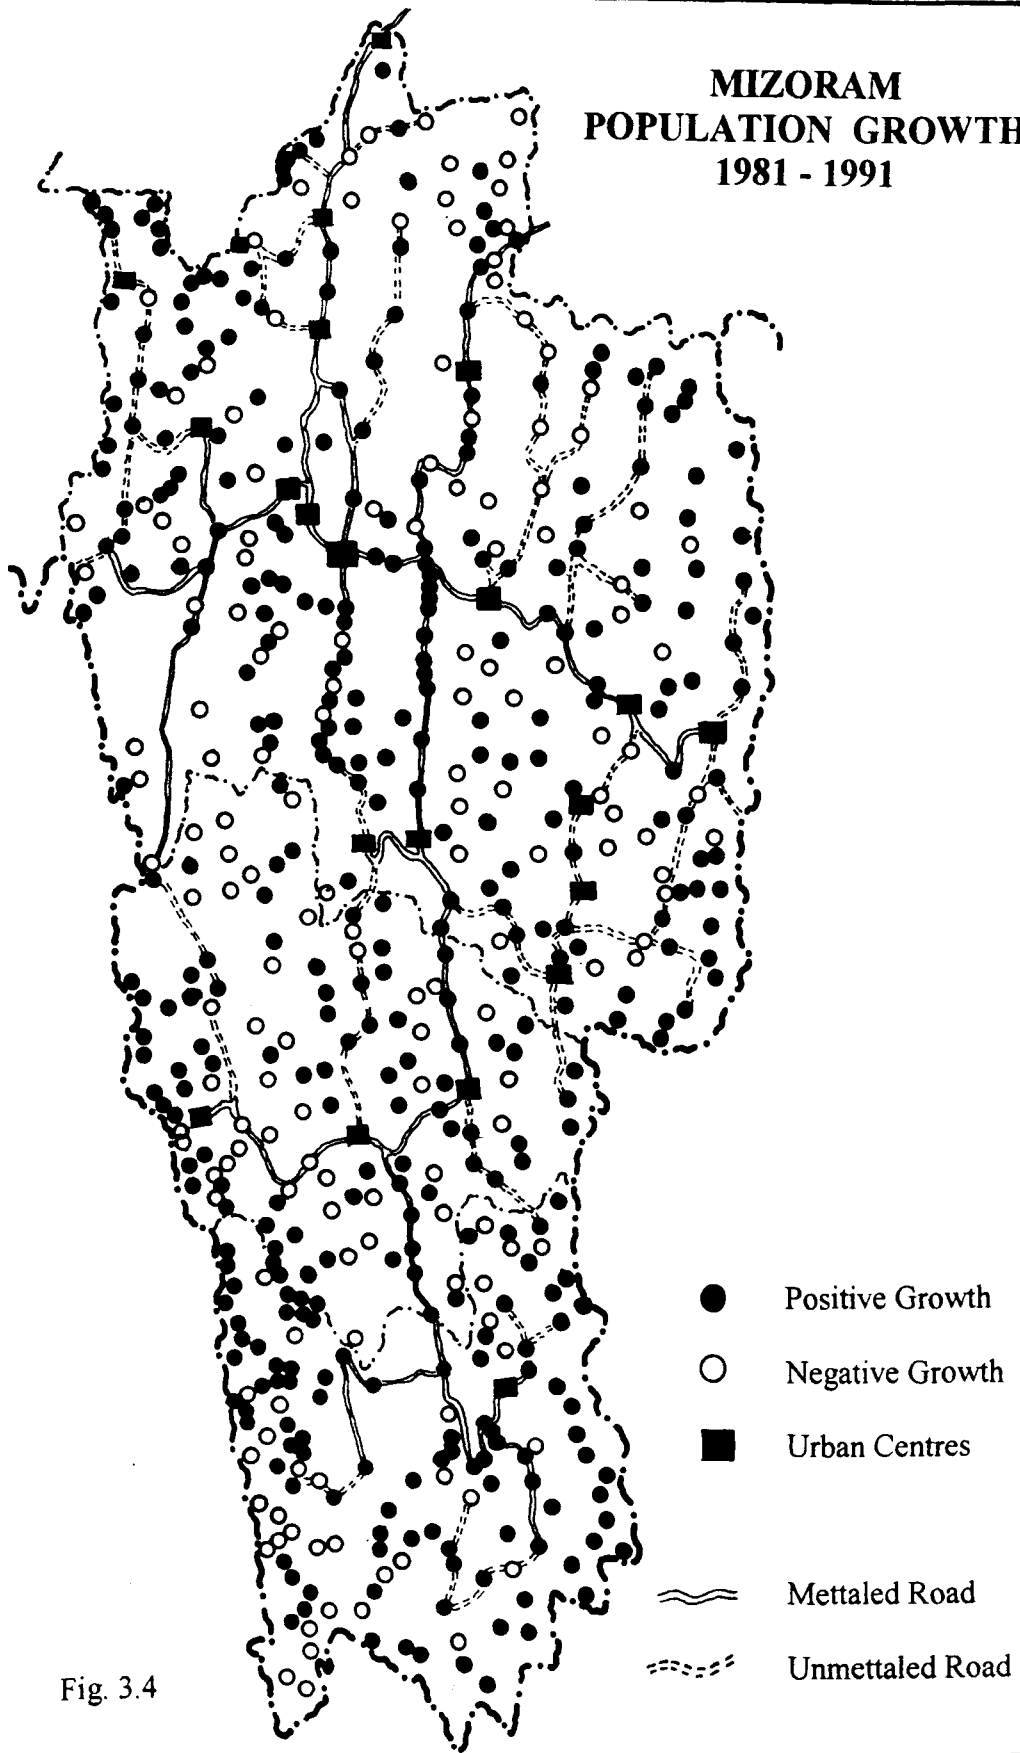 MIZORAM
POPULATION GROWTH
1981 - 1991
Positive Growth
Negative Growth
Urban Centres
Mettaled Road
Unmettaled Road
Fig. 3.4